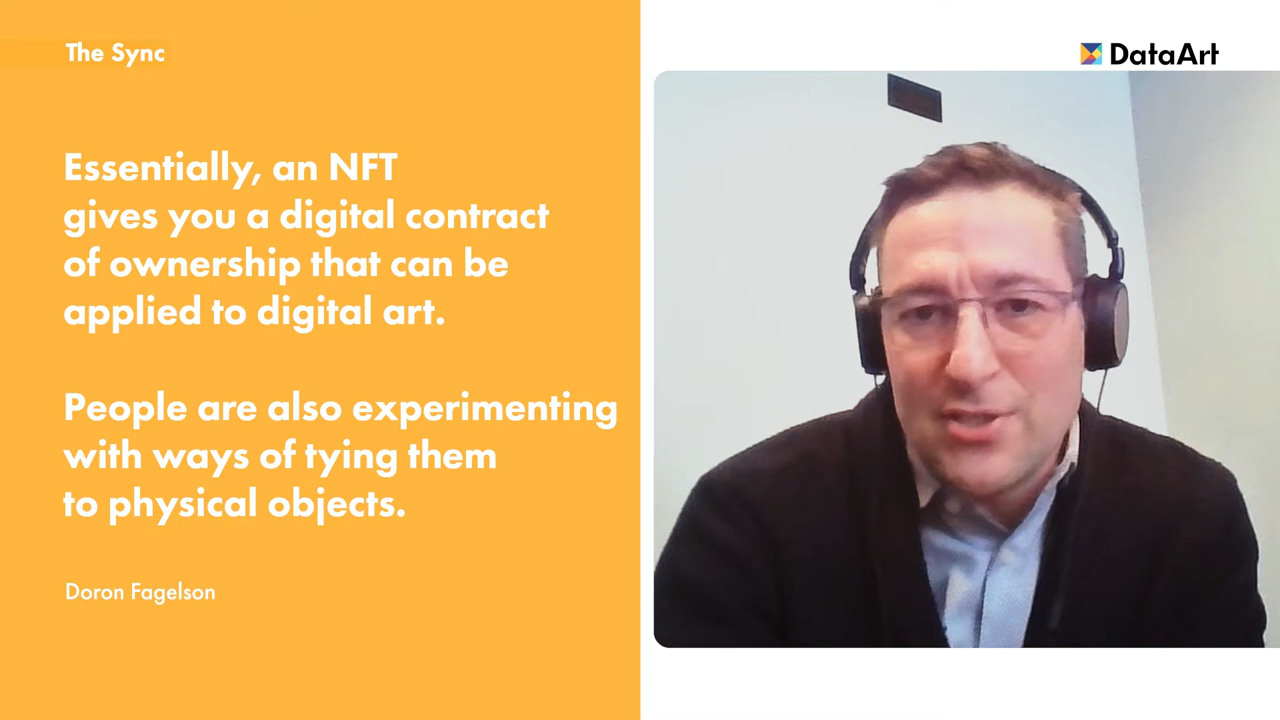 The Sync
DataArt
Essentially, an NFT
gives you a digital contract
of ownership that can be
applied to digital art.
People are also experimenting
with ways of tying them
to physical objects.
Doron Fagelson